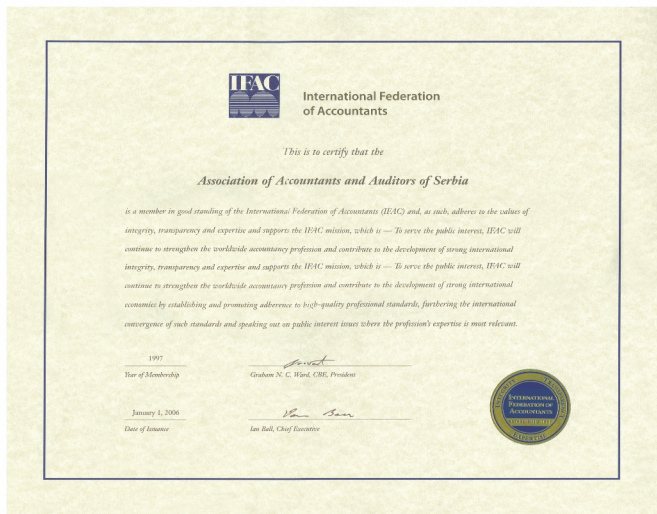 IFAC
International Federation
of Accountants
This is to certify that the
Association of Accountants and Auditors of Serbia
is a member in good standing of the International Federation of Accountants (IFAC) and, as such, adheres to the values of
integrity, transparency and expertise and supports the IFAC mission, which is — To serve the public interest, IFAC will
continue to strengthen the worldwide accountancy profession and contribute to the development of strong international
integrity, transparency and expertise and supports the IFAC mission, which is — To serve the public interest, IFAC will
continue to strengthen the worldwide accountancy profession and contribute to the development of strong international
economies by establishing and promoting adherence to high-quality professional standards, furthering the international
convergence of such standards and speaking out on public interest issues where the profession's expertise is most relevant.
1997
Year of Membership
Graham N. C. Ward, CBE, President
January 1, 2006
Date of Issuance
Ian Ball
Ian Ball, Chief Executive
INTEGRITY
TRANSPARENCY
INTERNATIONAL
FEDERATION OF
ACCOUNTANTS
EXPERTISE